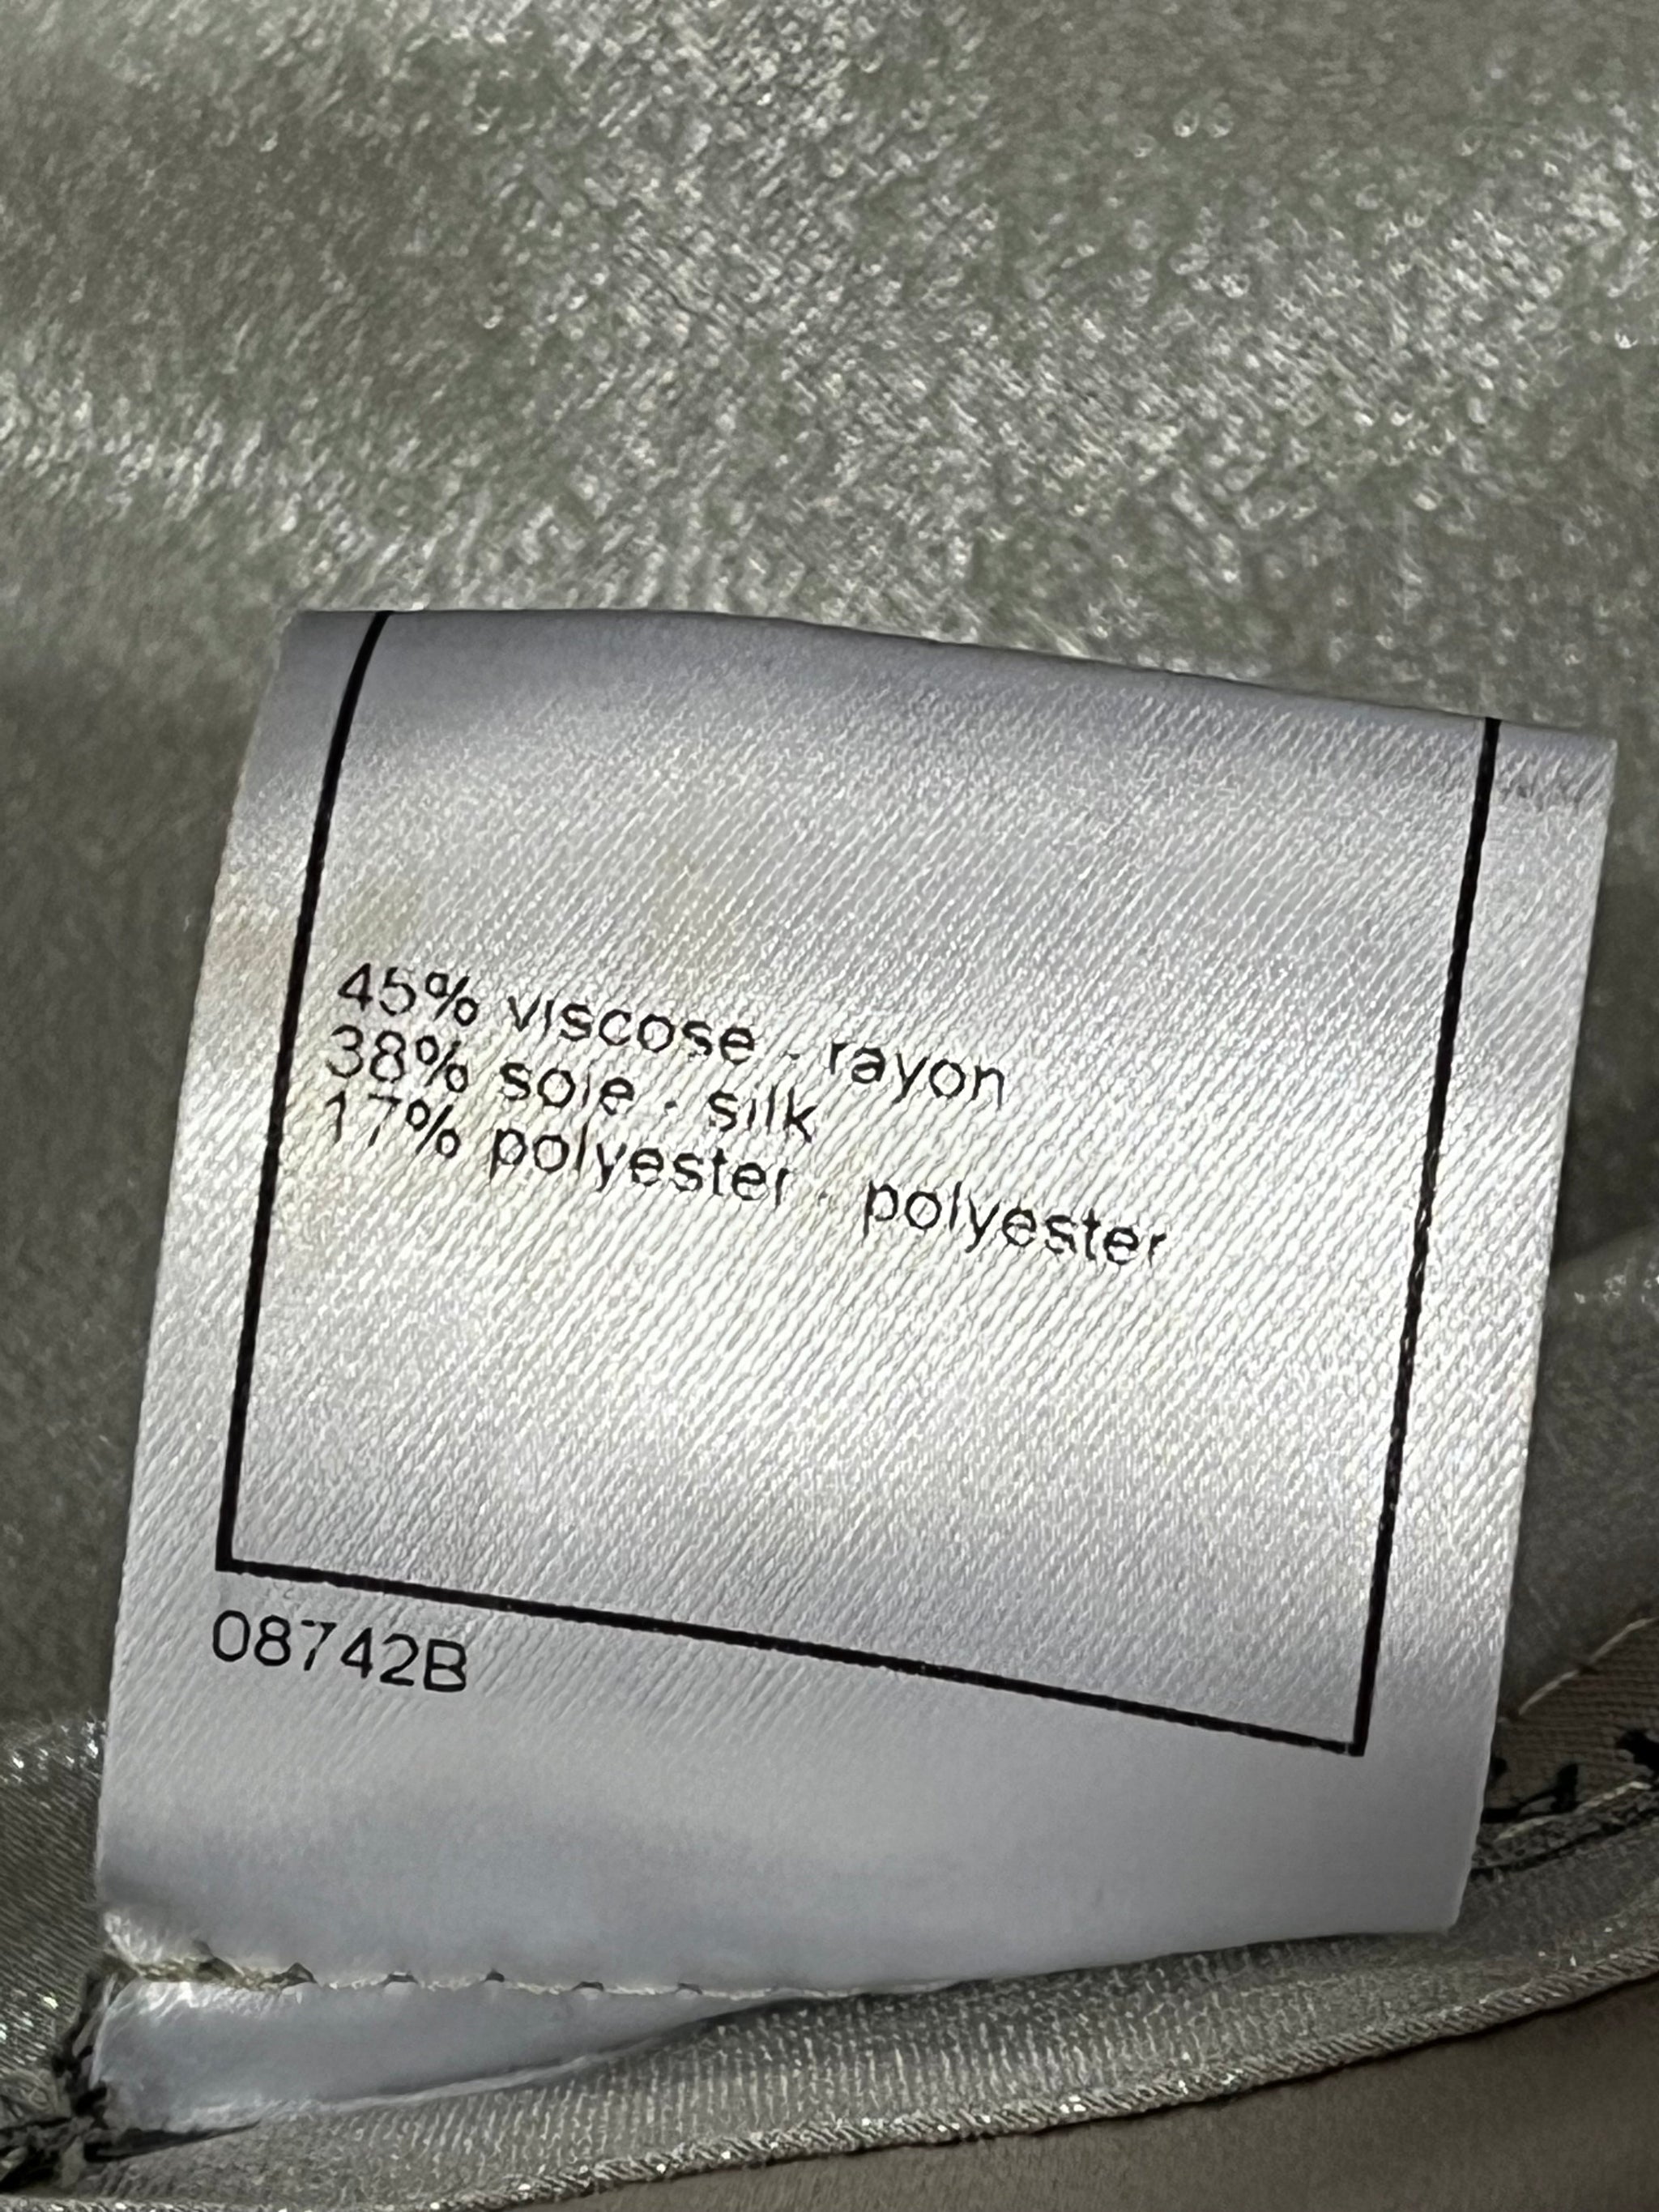 45% viscose - rayon
38% soie - silk
17% polyester - polyester
08742B